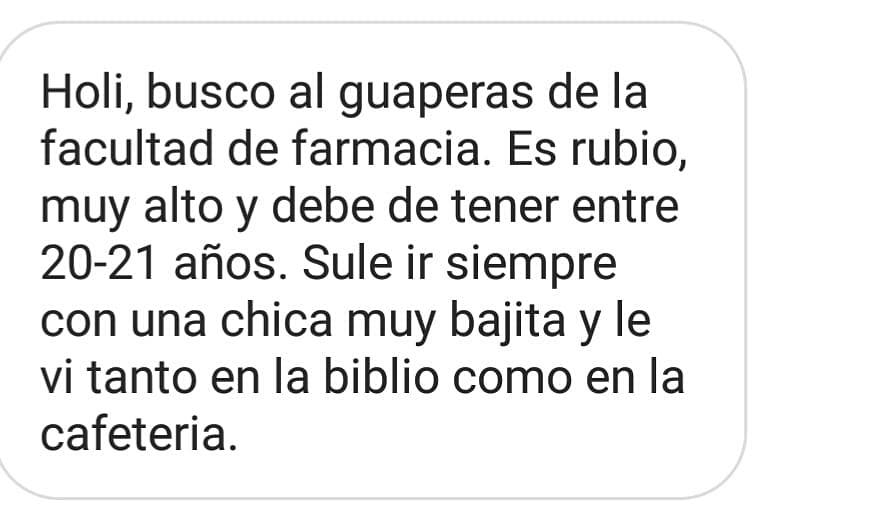 Holi, busco al guaperas de la
facultad de farmacia. Es rubio,
muy alto y debe de tener entre
20-21 años. Sule ir siempre
con una chica muy bajita y le
vi tanto en la biblio como en la
cafeteria.